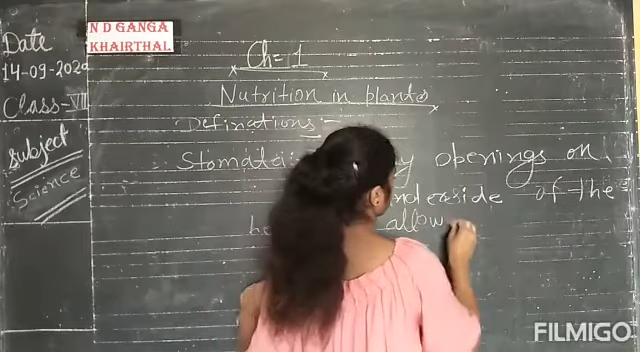 N D GANGA
KHAIRTHAL
Date
14-09-2020
Class-VII
Subject
Science
Ch=1
Nutrition in plants
Definations:-
Stomata: openings on
of the
allow
FILMIGO